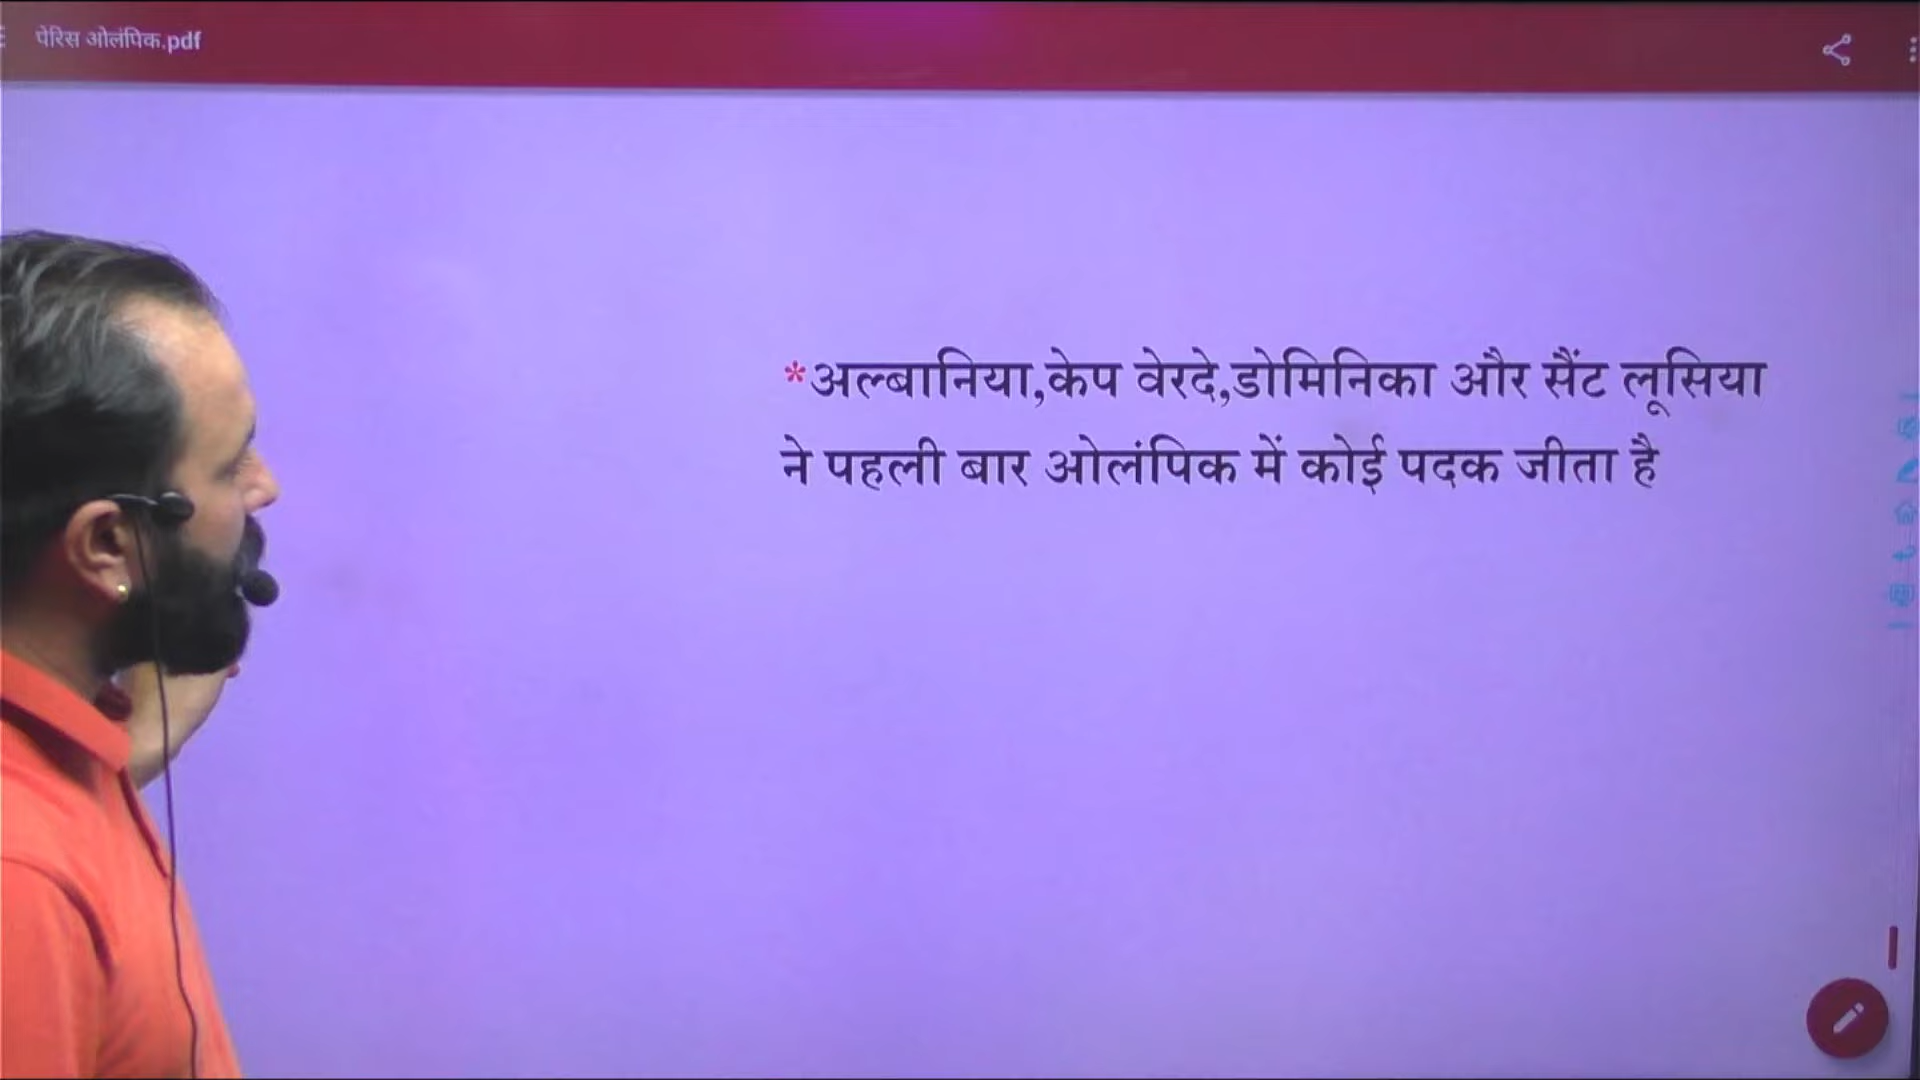 पेरिस ओलंपिक.pdf
*अल्बानिया,केप वेरदे,डोमिनिका और सैंट लूसिया
ने पहली बार ओलंपिक में कोई पदक जीता है